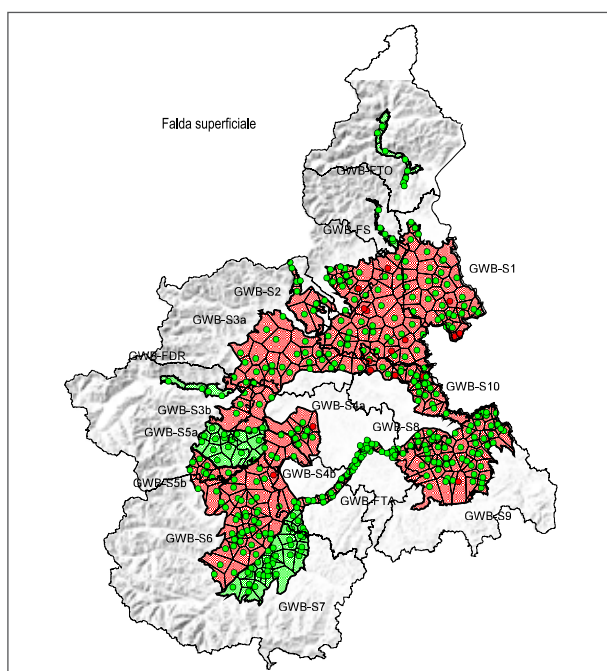 Falda superficiale
GWB-FTO
GWB-FS
GWB-S1
GWB-S2
GWB-S3a
GWB-FDR
GWB-S10
GWB-S3b
GWB-S4a
GWB-S8
GWB-S5a
GWB-S4b
GWB-S5b
GWB-FTA
GWB-S9
GWB-S6
GWB-S7